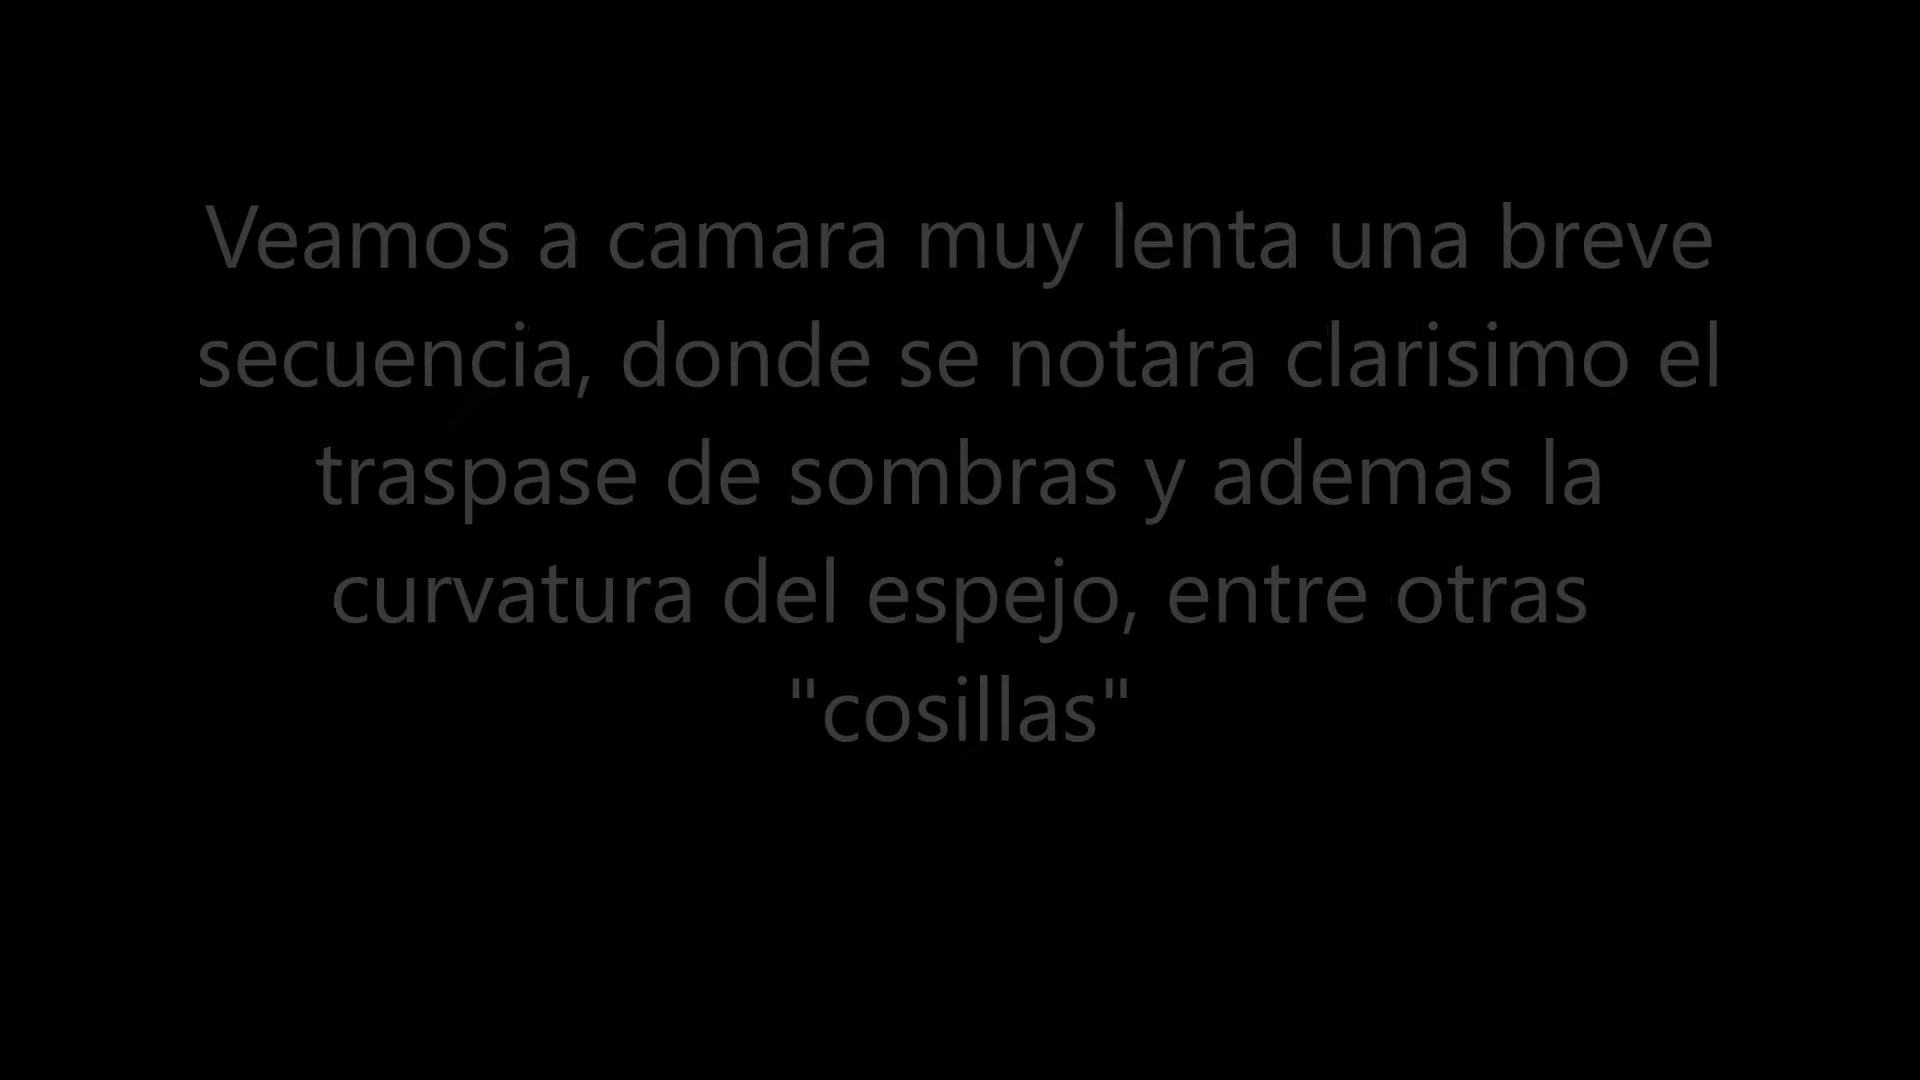 Veamos a camara muy lenta una breve
secuencia, donde se notara clarisimo el
traspase de sombras y ademas la
curvatura del espejo, entre otras
"cosillas"